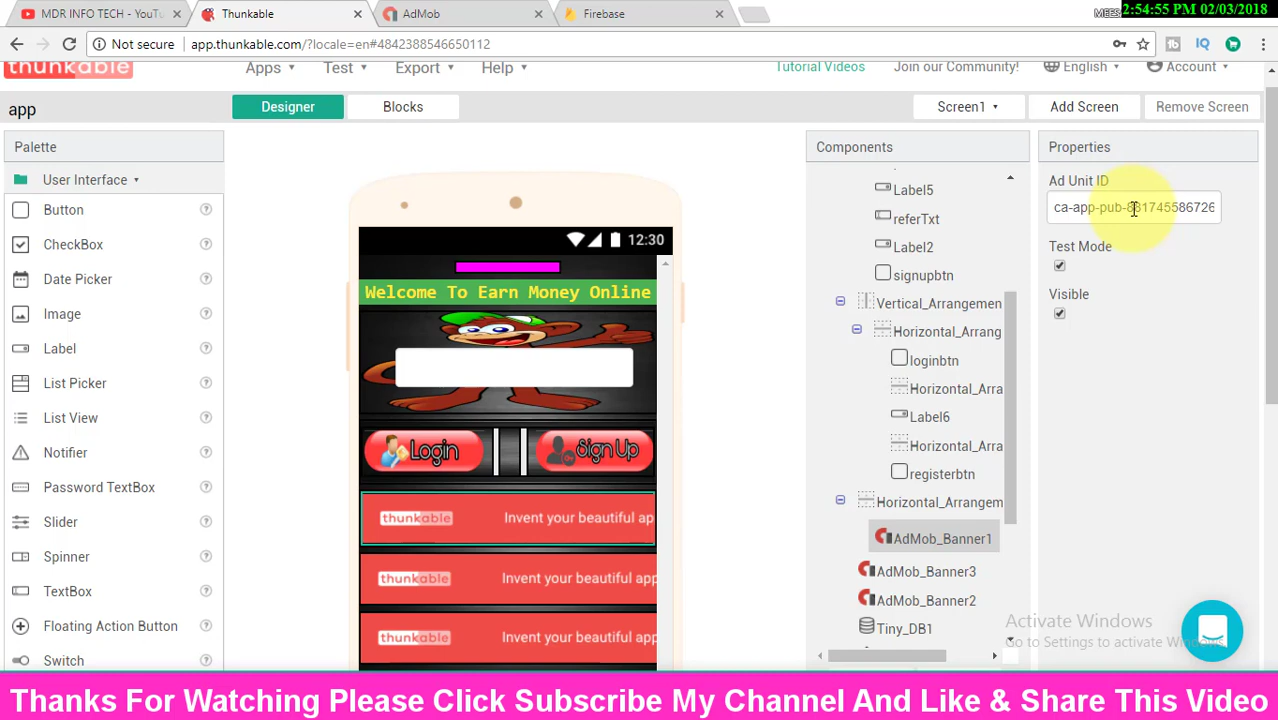 MDR INFO TECH - YouTu
Thunkable
AdMob
Firebase
MEES
2:54:55 PM 02/03/2018
Not secure
app.thunkable.com/?locale=en#4842388546650112
thunkable
Apps
Test
Export
Help
Tutorial Videos
Join our Community!
English
Account
app
Designer
Blocks
Screen1
Add Screen
Remove Screen
Palette
User Interface
Button
CheckBox
Date Picker
Image
Label
List Picker
List View
Notifier
Password TextBox
Slider
Spinner
TextBox
Floating Action Button
Switch
12:30
Welcome To Earn Money Online
Login
Sign Up
thunkable
Invent your beautiful ap
thunkable
Invent your beautiful app
thunkable
Invent your beautiful app
Components
Label5
referTxt
Label2
signupbtn
Vertical_Arrangemen
Horizontal_Arrang
loginbtn
Horizontal_Arra
Label6
Horizontal_Arra
registerbtn
Horizontal_Arrangem
AdMob_Banner1
AdMob_Banner3
AdMob_Banner2
Tiny_DB1
Properties
Ad Unit ID
ca-app-pub-881745586726
Test Mode
Visible
Activate Windows
Go to Settings to activate Windows.
Thanks For Watching Please Click Subscribe My Channel And Like & Share This Video